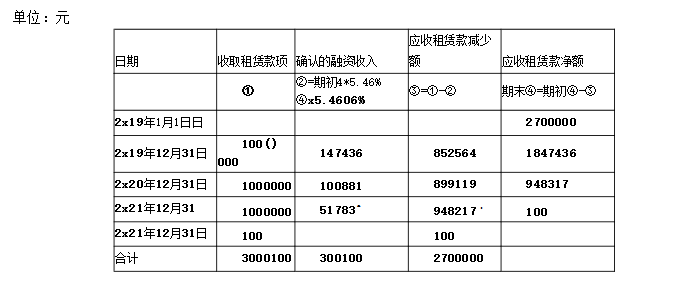 单位：元
日期 收取租赁款项 确认的融资收入 应收租赁款减少额 应收租赁款净额
① ②=期初4*5.46% ④x5.4606% ③=①-② 期末④=期初④-③
2x19年1月1日日 2700000
2x19年12月31日 100()000 147436 852564 1847436
2x20年12月31日 1000000 100881 899119 948317
2x21年12月31 1000000 51783 948217 100
2x21年12月31日 100 100
合计 3000100 300100 2700000